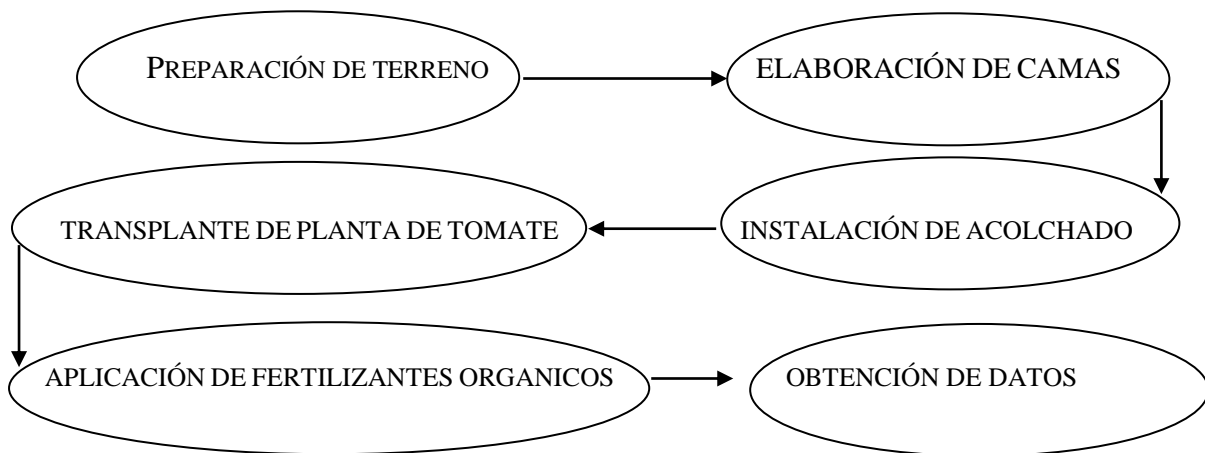 PREPARACIÓN DE TERRENO
ELABORACIÓN DE CAMAS
INSTALACIÓN DE ACOLCHADO
TRANSPLANTE DE PLANTA DE TOMATE
APLICACIÓN DE FERTILIZANTES ORGANICOS
OBTENCIÓN DE DATOS